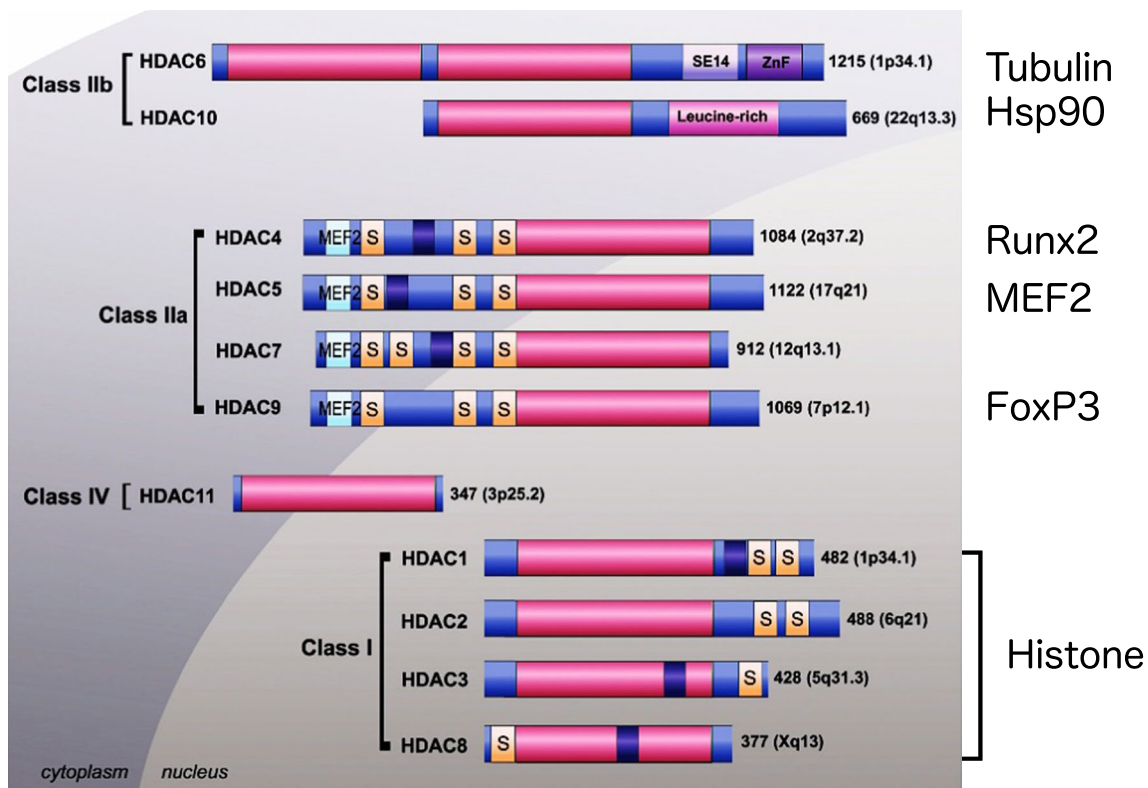 Class IIb
HDAC6
SE14
ZnF
1215 (1p34.1)
Tubulin
HDAC10
Leucine-rich
669 (22q13.3)
Hsp90
Class IIa
HDAC4
MEF2
S
S
S
1084 (2q37.2)
Runx2
HDAC5
MEF2
S
S
S
1122 (17q21)
MEF2
HDAC7
MEF2
S
S
S
S
912 (12q13.1)
HDAC9
MEF2
S
S
S
1069 (7p12.1)
FoxP3
Class IV
HDAC11
347 (3p25.2)
Class I
HDAC1
S
S
482 (1p34.1)
HDAC2
S
S
488 (6q21)
HDAC3
S
428 (5q31.3)
HDAC8
S
377 (Xq13)
Histone
cytoplasm
nucleus